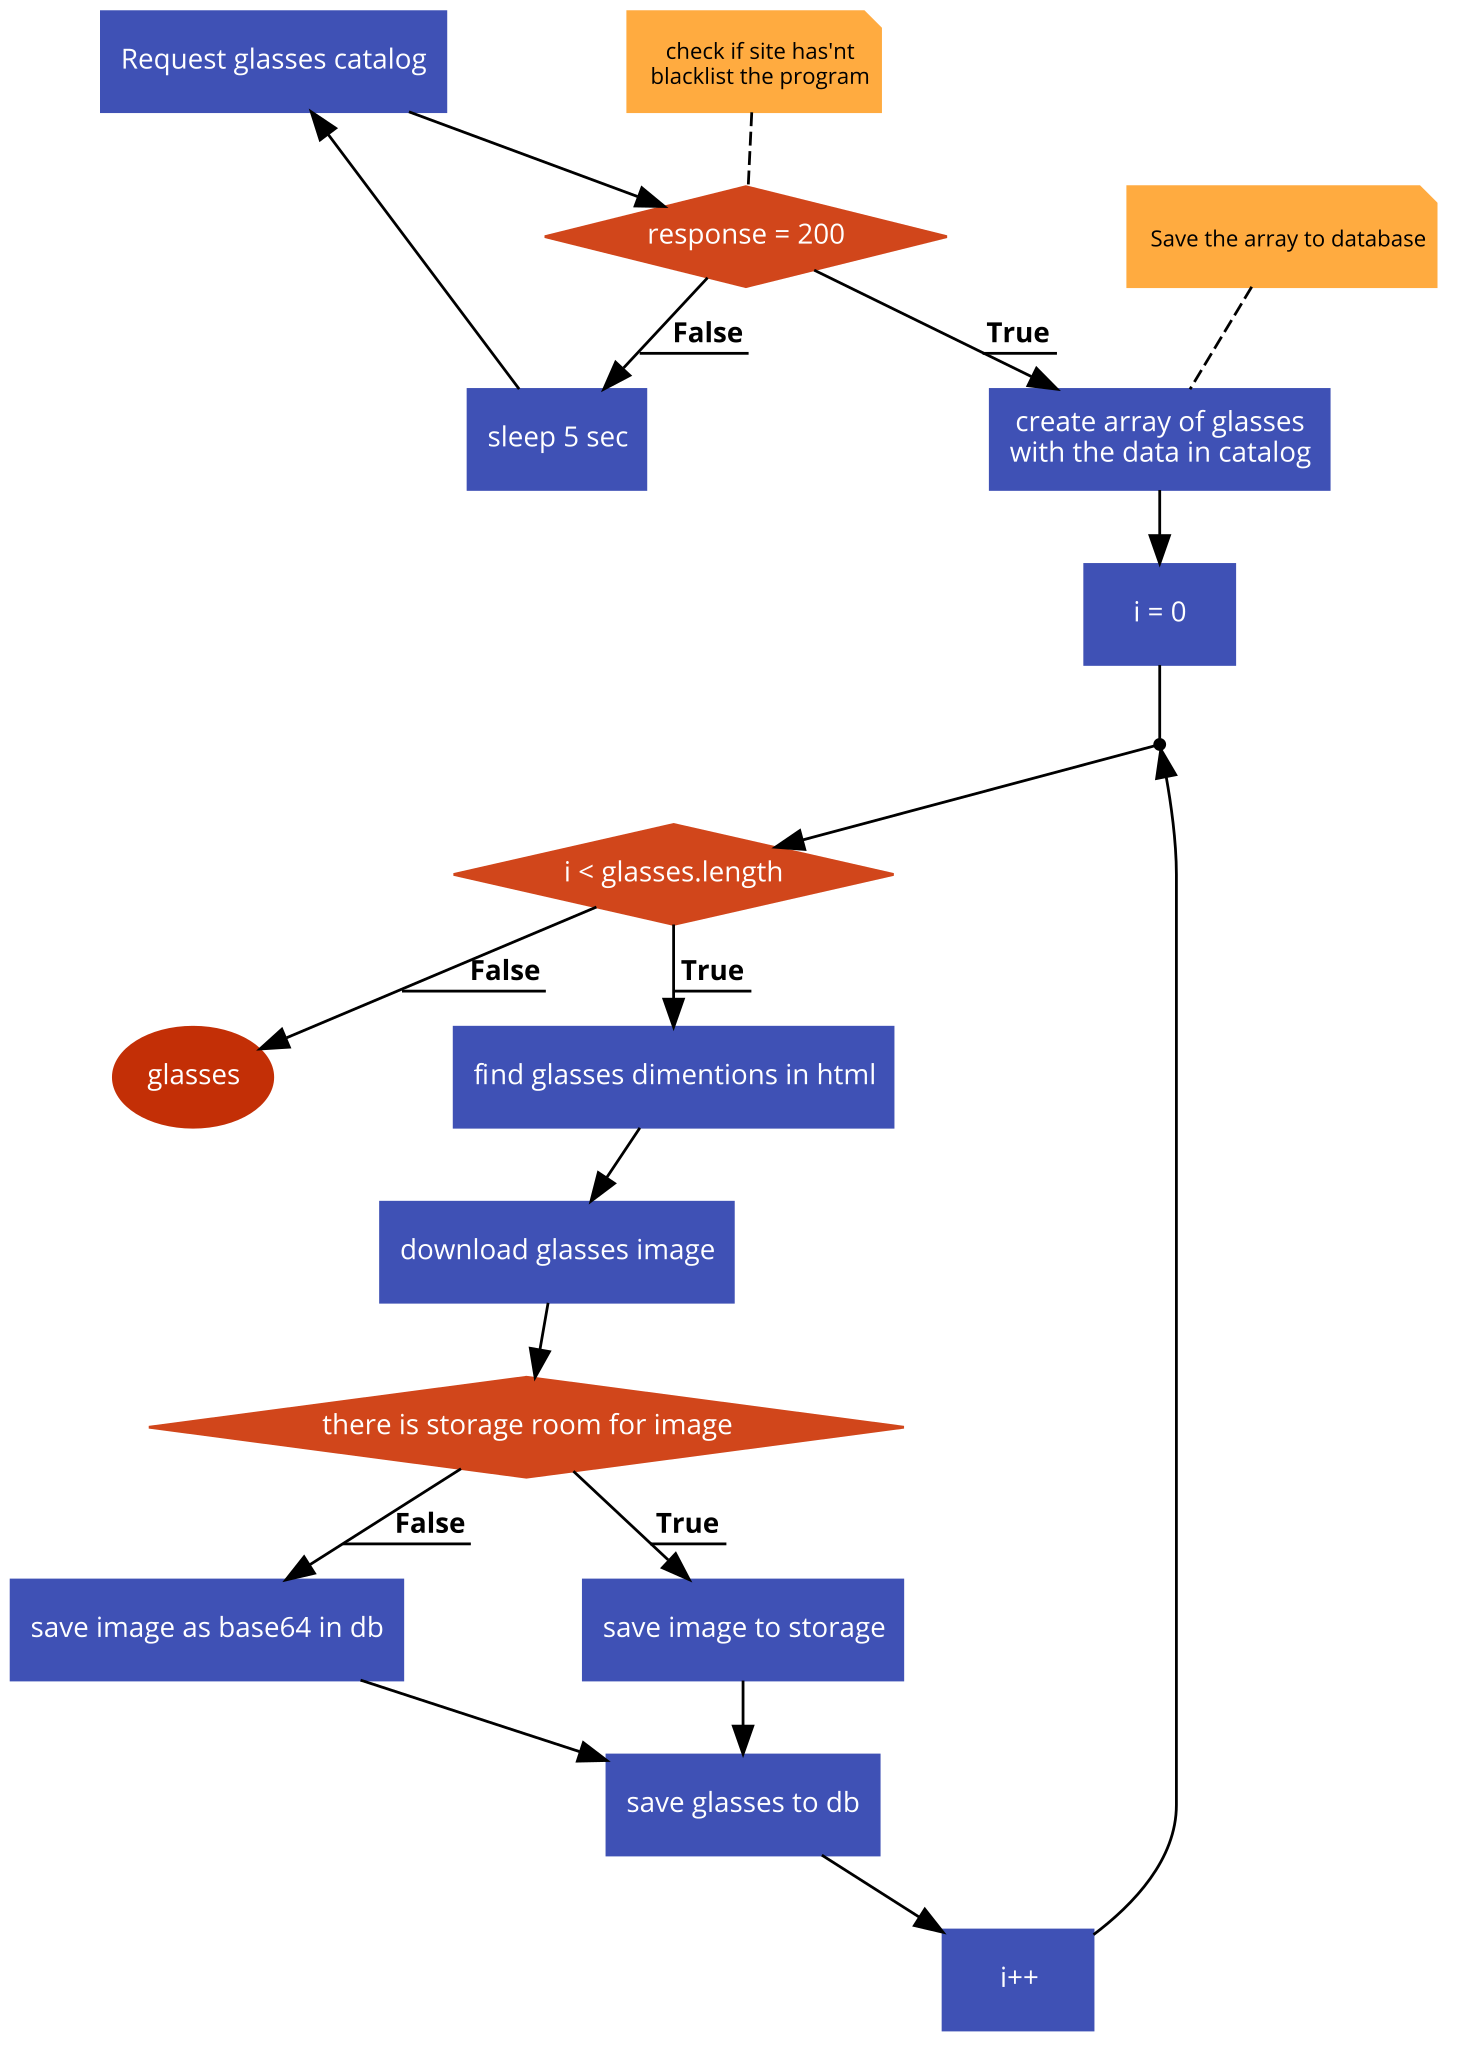 Request glasses catalog
check if site has'nt
blacklist the program
response = 200
Save the array to database
False
True
sleep 5 sec
create array of glasses
with the data in catalog
i = 0
i < glasses.length
False
True
glasses
find glasses dimentions in html
download glasses image
there is storage room for image
False
True
save image as base64 in db
save image to storage
save glasses to db
i++